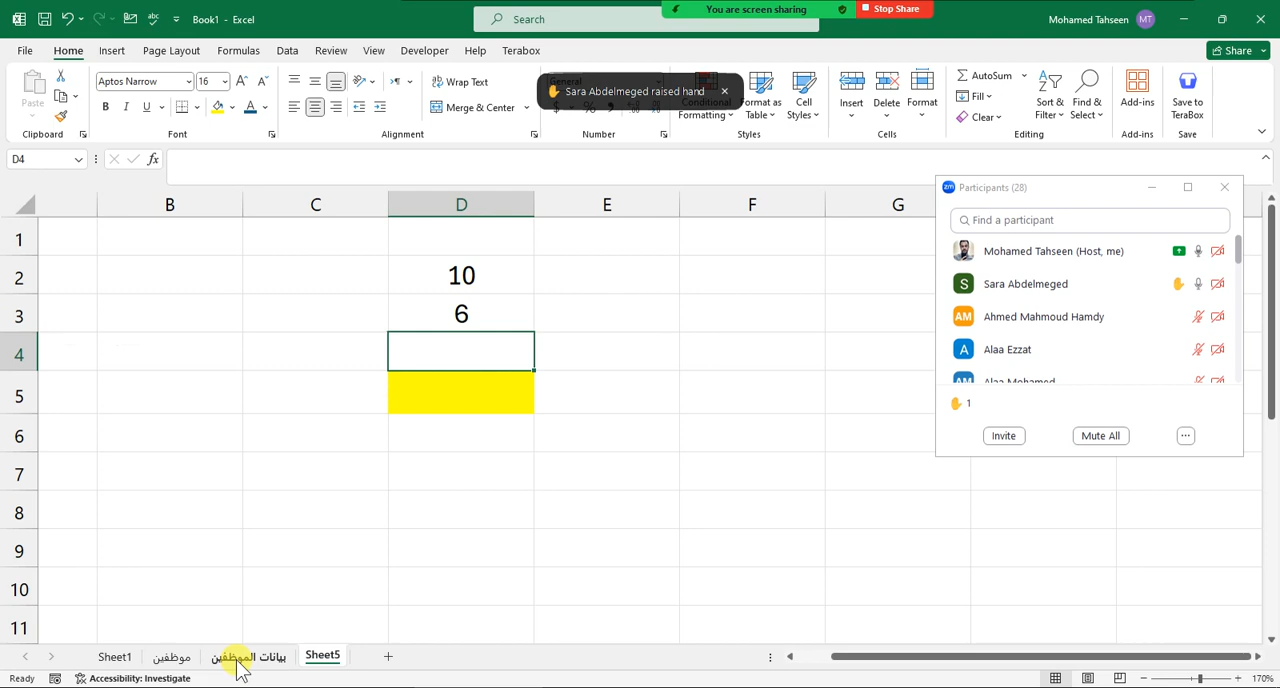 Book1 - Excel
Search
You are screen sharing
Stop Share
Mohamed Tahseen MT
File Home Insert Page Layout Formulas Data Review View Developer Help Terabox
Share
Paste
Aptos Narrow 16
Wrap Text
Merge & Center
General
Sara Abdelmeged raised hand
Conditional Formatting
Format as Table
Cell Styles
Insert
Delete
Format
AutoSum
Fill
Clear
Sort & Filter
Find & Select
Add-ins
Save to TeraBox
Clipboard Font Alignment Number Styles Cells Editing Add-ins Save
D4
fx
B C D E F G
1
2 10
3 6
4
5
6
7
8
9
10
11
zm Participants (28)
Find a participant
Mohamed Tahseen (Host, me)
S Sara Abdelmeged
AM Ahmed Mahmoud Hamdy
A Alaa Ezzat
AM Alaa Mohamed
1
Invite Mute All
Sheet1 موظفين بيانات الموظفين Sheet5
Ready Accessibility: Investigate
170%